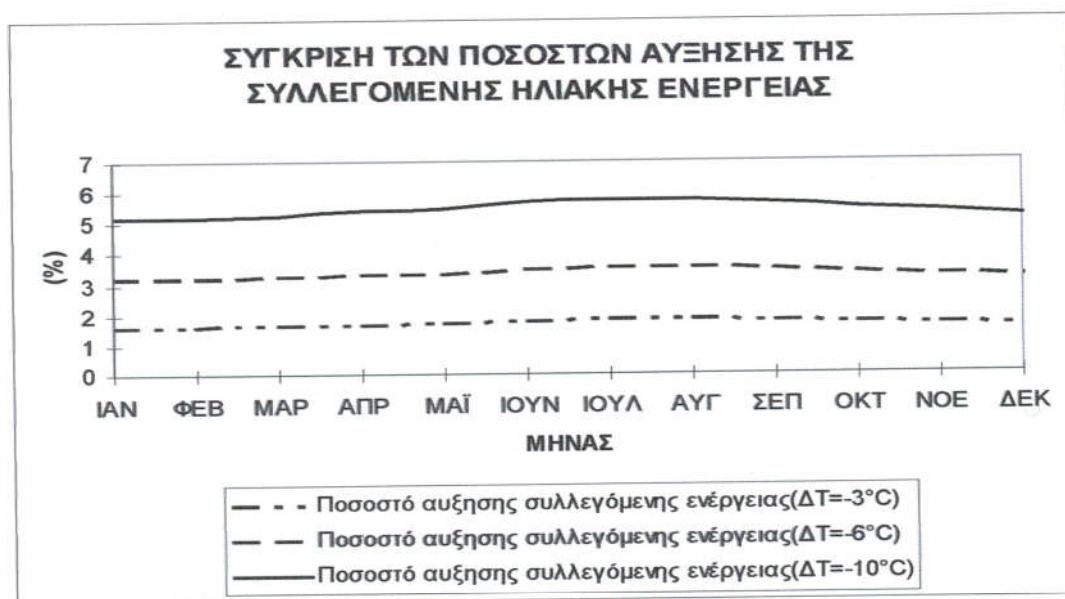 ΣΥΓΚΡΙΣΗ ΤΩΝ ΠΟΣΟΣΤΩΝ ΑΥΞΗΣΗΣ ΤΗΣ
ΣΥΛΛΕΓΟΜΕΝΗΣ ΗΛΙΑΚΗΣ ΕΝΕΡΓΕΙΑΣ
7
6
5
4
3
2
1
0
(%)
ΙΑΝ ΦΕΒ ΜΑΡ ΑΠΡ ΜΑΪ ΙΟΥΝ ΙΟΥΛ ΑΥΓ ΣΕΠ ΟΚΤ ΝΟΕ ΔΕΚ
ΜΗΝΑΣ
Ποσοστό αυξησης συλλεγόμενης ενέργειας(ΔΤ=-3°C)
Ποσοστό αυξησης συλλεγόμενης ενέργειας(ΔΤ=-6°C)
Ποσοστό αυξησης συλλεγόμενης ενέργειας(ΔΤ=-10°C)